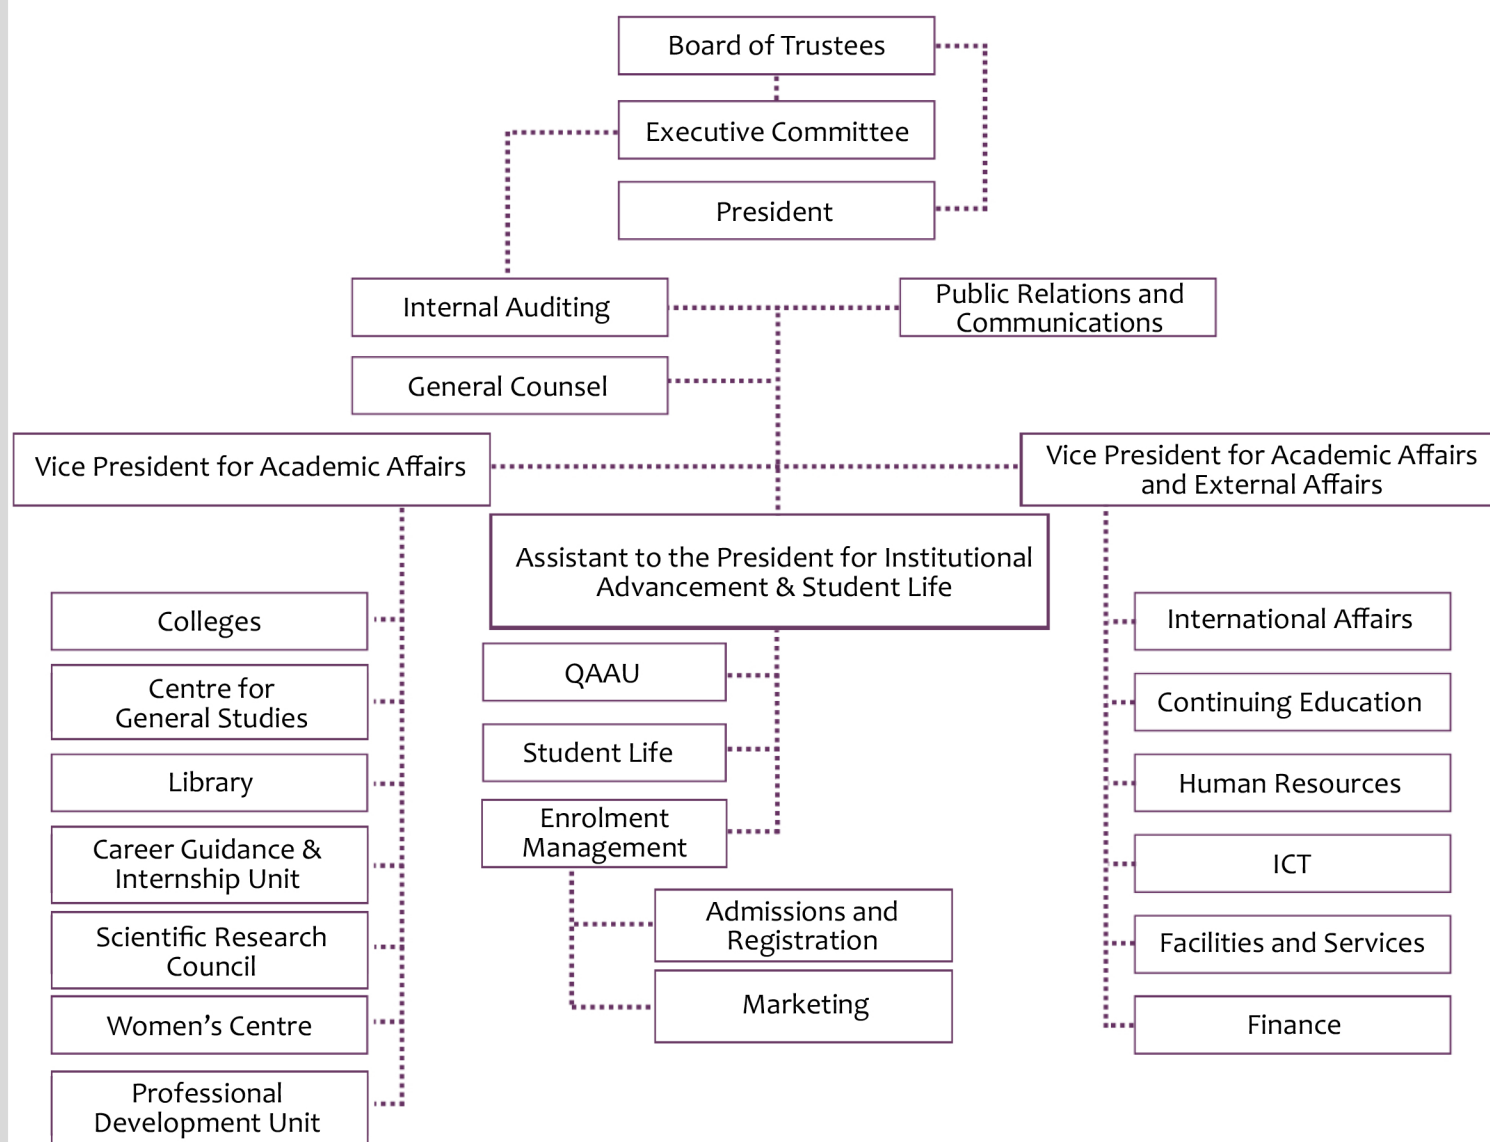 Board of Trustees
Executive Committee
President
Internal Auditing
Public Relations and
Communications
General Counsel
Vice President for Academic Affairs
Vice President for Academic Affairs
and External Affairs
Assistant to the President for Institutional
Advancement & Student Life
Colleges
Centre for
General Studies
Library
Career Guidance &
Internship Unit
Scientific Research
Council
Women’s Centre
Professional
Development Unit
QAAU
Student Life
Enrolment
Management
Admissions and
Registration
Marketing
International Affairs
Continuing Education
Human Resources
ICT
Facilities and Services
Finance